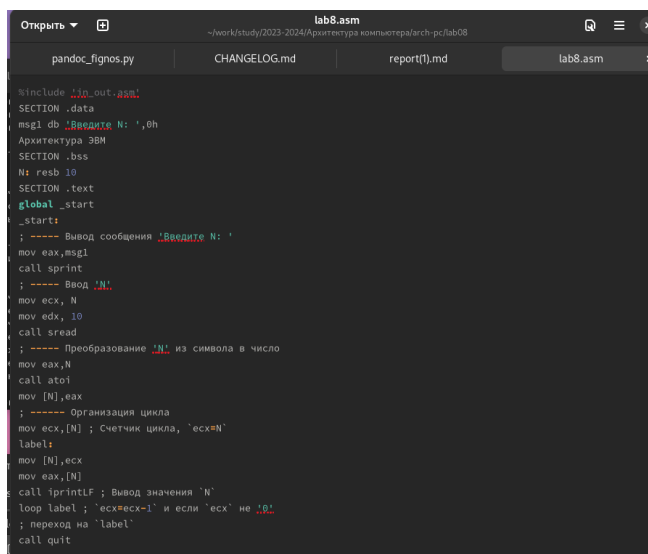 Открыть
lab8.asm
~/work/study/2023-2024/Архитектура компьютера/arch-pc/lab08
pandoc_fignos.py
CHANGELOG.md
report(1).md
lab8.asm
%include 'in_out.asm'
SECTION .data
msg1 db 'Введите N: ',0h
Архитектура ЭВМ
SECTION .bss
N: resb 10
SECTION .text
global _start
_start:
; ----- Вывод сообщения 'Введите N: '
mov eax,msg1
call sprint
; ----- Ввод 'N'
mov ecx, N
mov edx, 10
call sread
; ----- Преобразование 'N' из символа в число
mov eax,N
call atoi
mov [N],eax
; ------ Организация цикла
mov ecx,[N] ; Счетчик цикла, `ecx=N`
label:
mov [N],ecx
mov eax,[N]
call iprintLF ; Вывод значения `N`
loop label ; `ecx=ecx-1` и если `ecx` не '0'
; переход на `label`
call quit